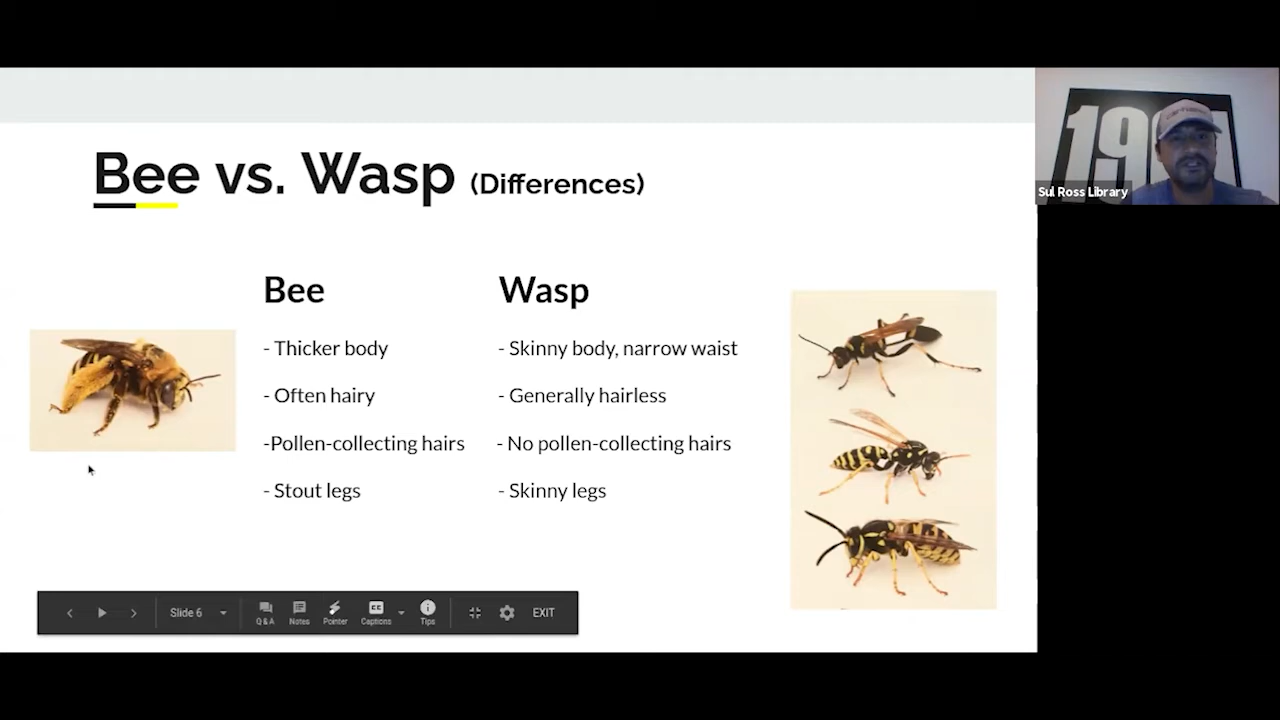 Bee vs. Wasp (Differences)
Bee
Wasp
- Thicker body
- Skinny body, narrow waist
- Often hairy
- Generally hairless
-Pollen-collecting hairs
- No pollen-collecting hairs
- Stout legs
- Skinny legs
Slide 6
Q & A
Notes
Pointer
CC
Captions
Tips
EXIT
Sul Ross Library